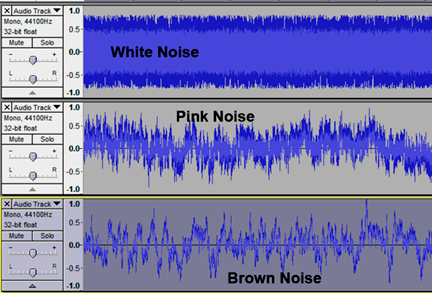 Audio Track
Mono, 44100Hz
32-bit float
Mute Solo
- +
L R
1.0
0.5
0.0
-0.5
-1.0
White Noise
Audio Track
Mono, 44100Hz
32-bit float
Mute Solo
- +
L R
1.0
0.5
0.0
-0.5
-1.0
Pink Noise
Audio Track
Mono, 44100Hz
32-bit float
Mute Solo
- +
L R
1.0
0.5
0.0
-0.5
-1.0
Brown Noise